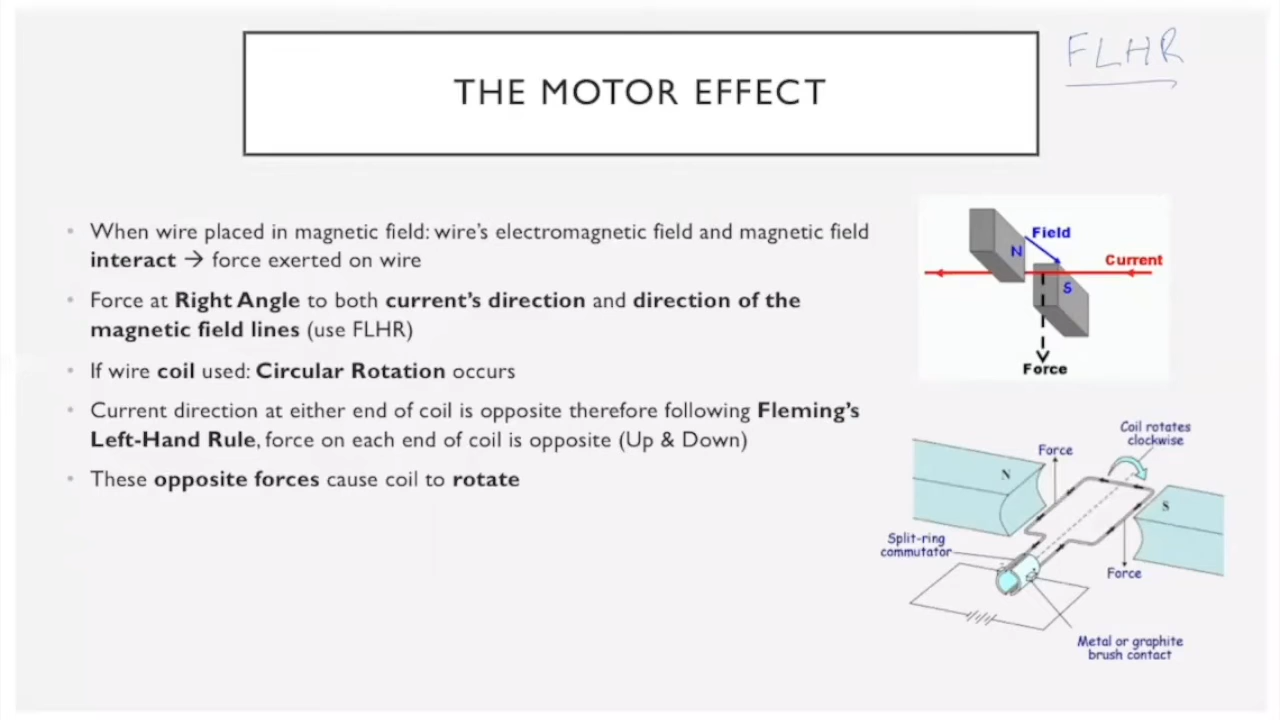 FLHR
THE MOTOR EFFECT
• When wire placed in magnetic field: wire's electromagnetic field and magnetic field
interact → force exerted on wire
• Force at Right Angle to both current's direction and direction of the
magnetic field lines (use FLHR)
• If wire coil used: Circular Rotation occurs
• Current direction at either end of coil is opposite therefore following Fleming's
Left-Hand Rule, force on each end of coil is opposite (Up & Down)
• These opposite forces cause coil to rotate
Field
N
Current
S
Force
Coil rotates
clockwise
Force
N
S
Split-ring
commutator
Force
Metal or graphite
brush contact